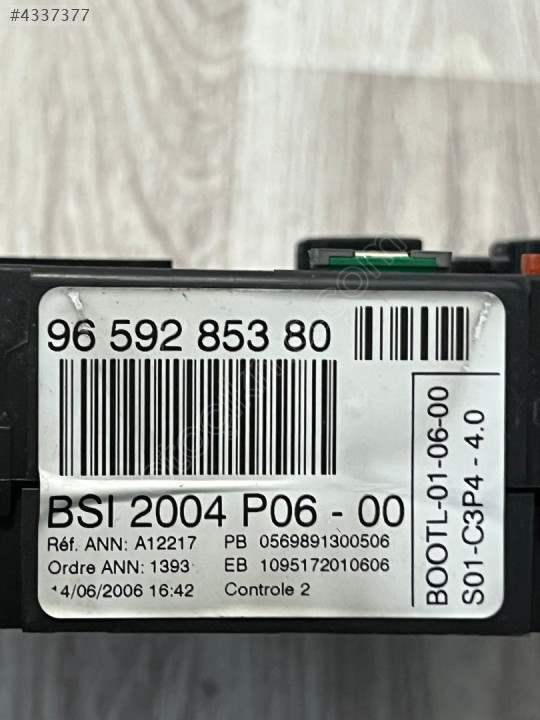 #4337377
96 592 853 80
BSI 2004 P06 - 00
Réf. ANN: A12217 PB 0569891300506
Ordre ANN: 1393 EB 1095172010606
14/06/2006 16:42 Controle 2
BOOTL-01-06-00
S01-C3P4 - 4.0